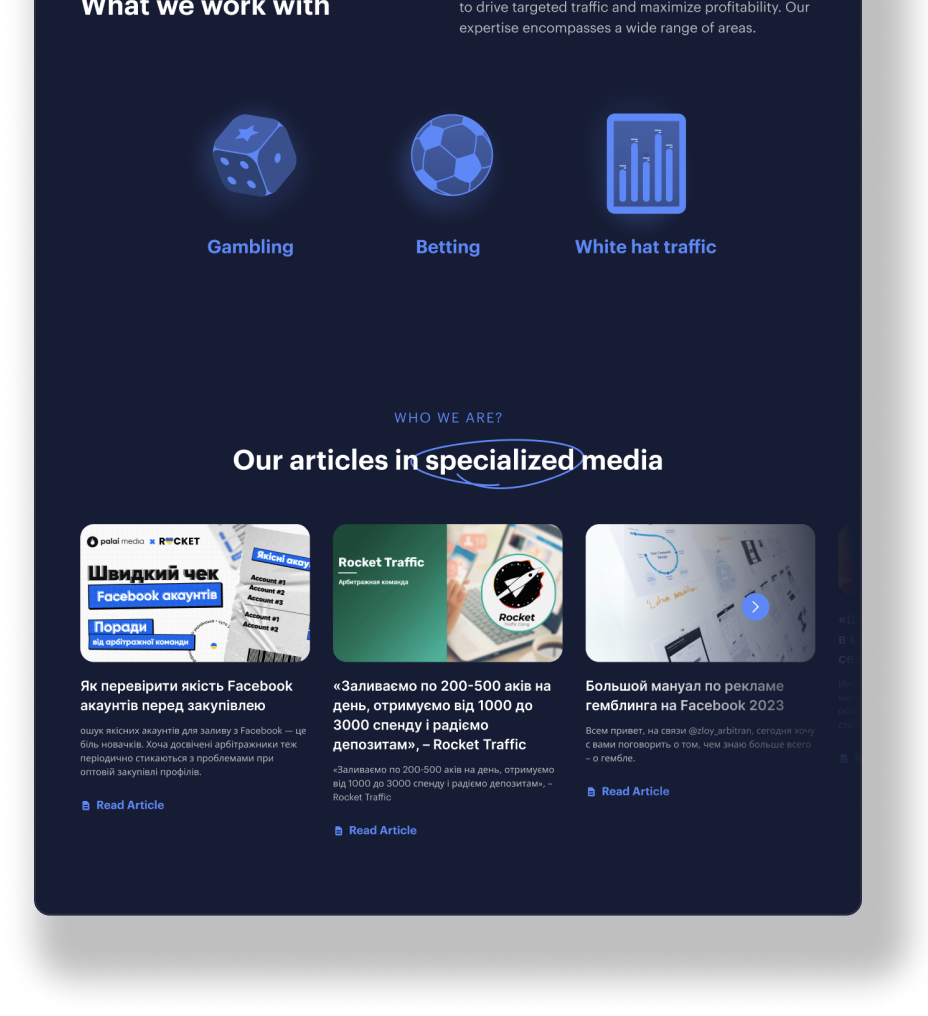 What we work with
to drive targeted traffic and maximize profitability. Our
expertise encompasses a wide range of areas.
Gambling
Betting
White hat traffic
WHO WE ARE?
Our articles in specialized media
palai media × R CKET
Швидкий чек
Facebook акаунтів
Поради
від арбітражної команди
Якісні акау
Account #1
Account #2
Account #3
Account #1
Account #2
Rocket Traffic
Арбитражная команда
Rocket
Як перевірити якість Facebook
акаунтів перед закупівлею
ошук якісних акаунтів для заливу з Facebook — це
біль новачків. Хоча досвічені арбітражники теж
періодично стикаються з проблемами при
оптовій закупівлі профілів.
Read Article
«Заливаємо по 200-500 аків на
день, отримуємо від 1000 до
3000 спенду і радіємо
депозитам», – Rocket Traffic
«Заливаємо по 200-500 аків на день, отримуємо
від 1000 до 3000 спенду і радіємо депозитам», –
Rocket Traffic
Read Article
Большой мануал по рекламе
гемблинга на Facebook 2023
Всем привет, на связи @zloy_arbitran, сегодня хочу
с вами поговорить о том, чем знаю больше всего
– о гембле.
Read Article